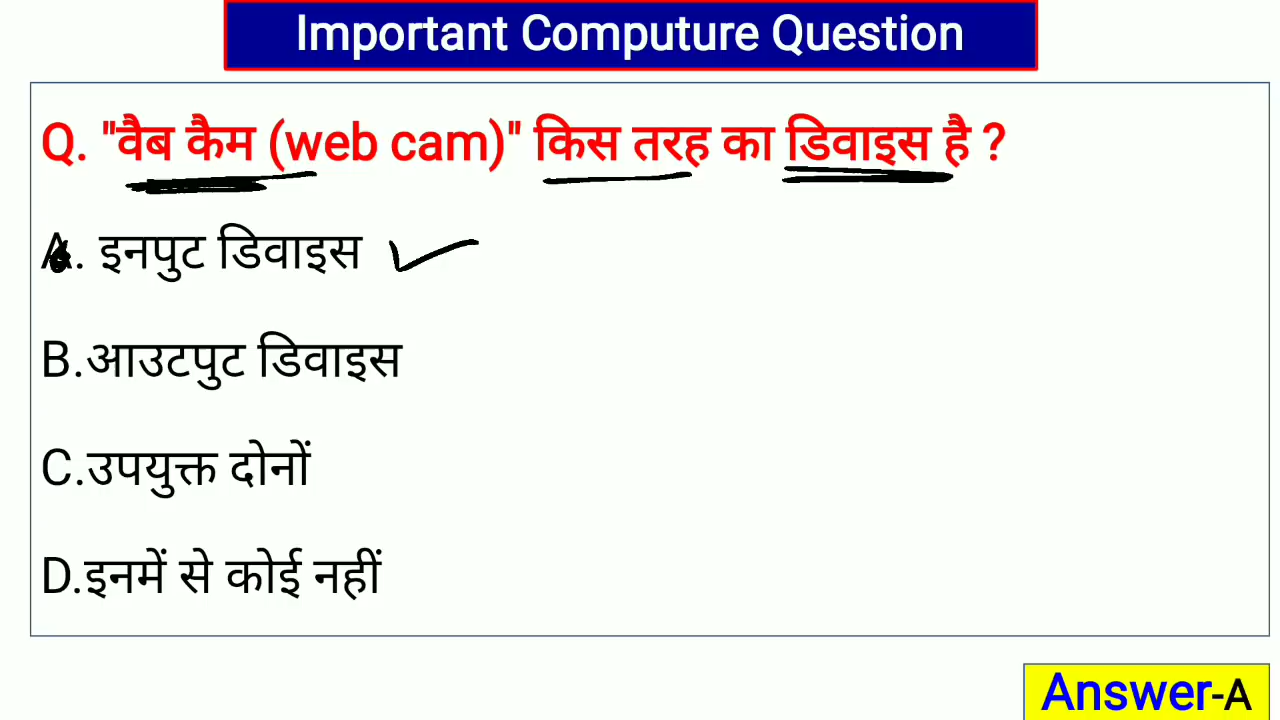 Important Computure Question
Q. "वैब कैम (web cam)" किस तरह का डिवाइस है ?
A. इनपुट डिवाइस
B.आउटपुट डिवाइस
C.उपयुक्त दोनों
D.इनमें से कोई नहीं
Answer-A